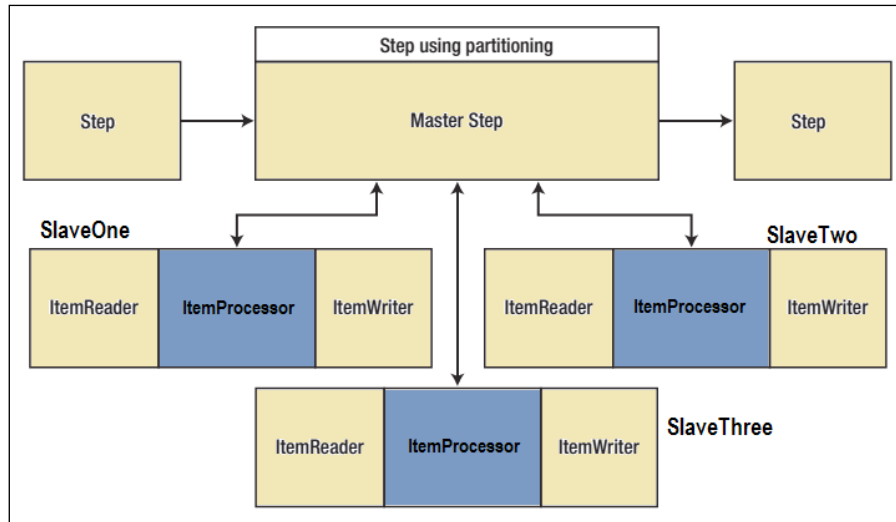 Step using partitioning
Step
Master Step
Step
SlaveOne
SlaveTwo
ItemReader
ItemProcessor
ItemWriter
ItemReader
ItemProcessor
ItemWriter
ItemReader
ItemProcessor
ItemWriter
SlaveThree